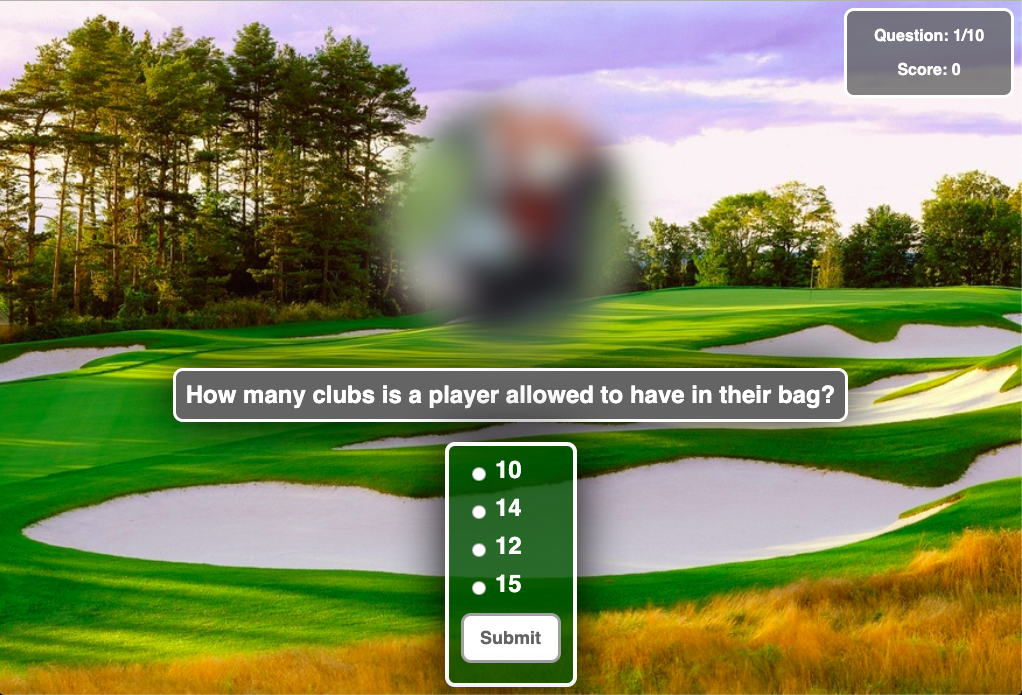 Question: 1/10
Score: 0
How many clubs is a player allowed to have in their bag?
10
14
12
15
Submit